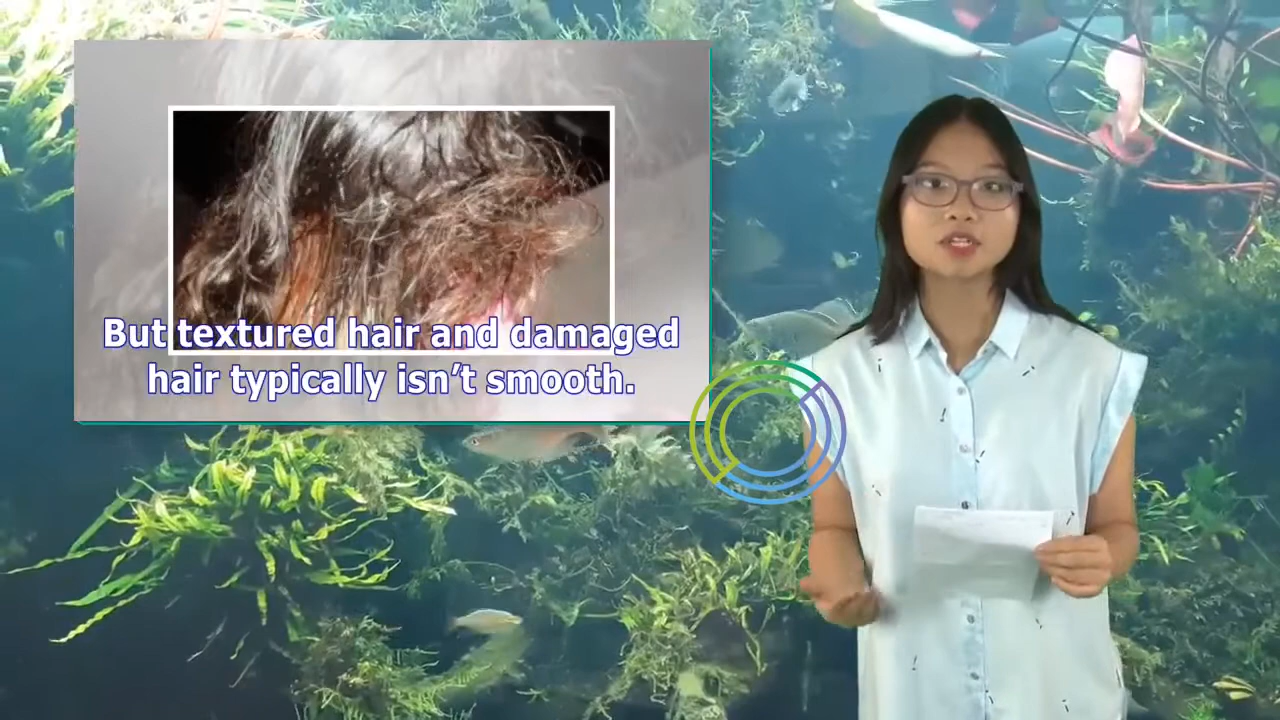 But textured hair and damaged
hair typically isn’t smooth.